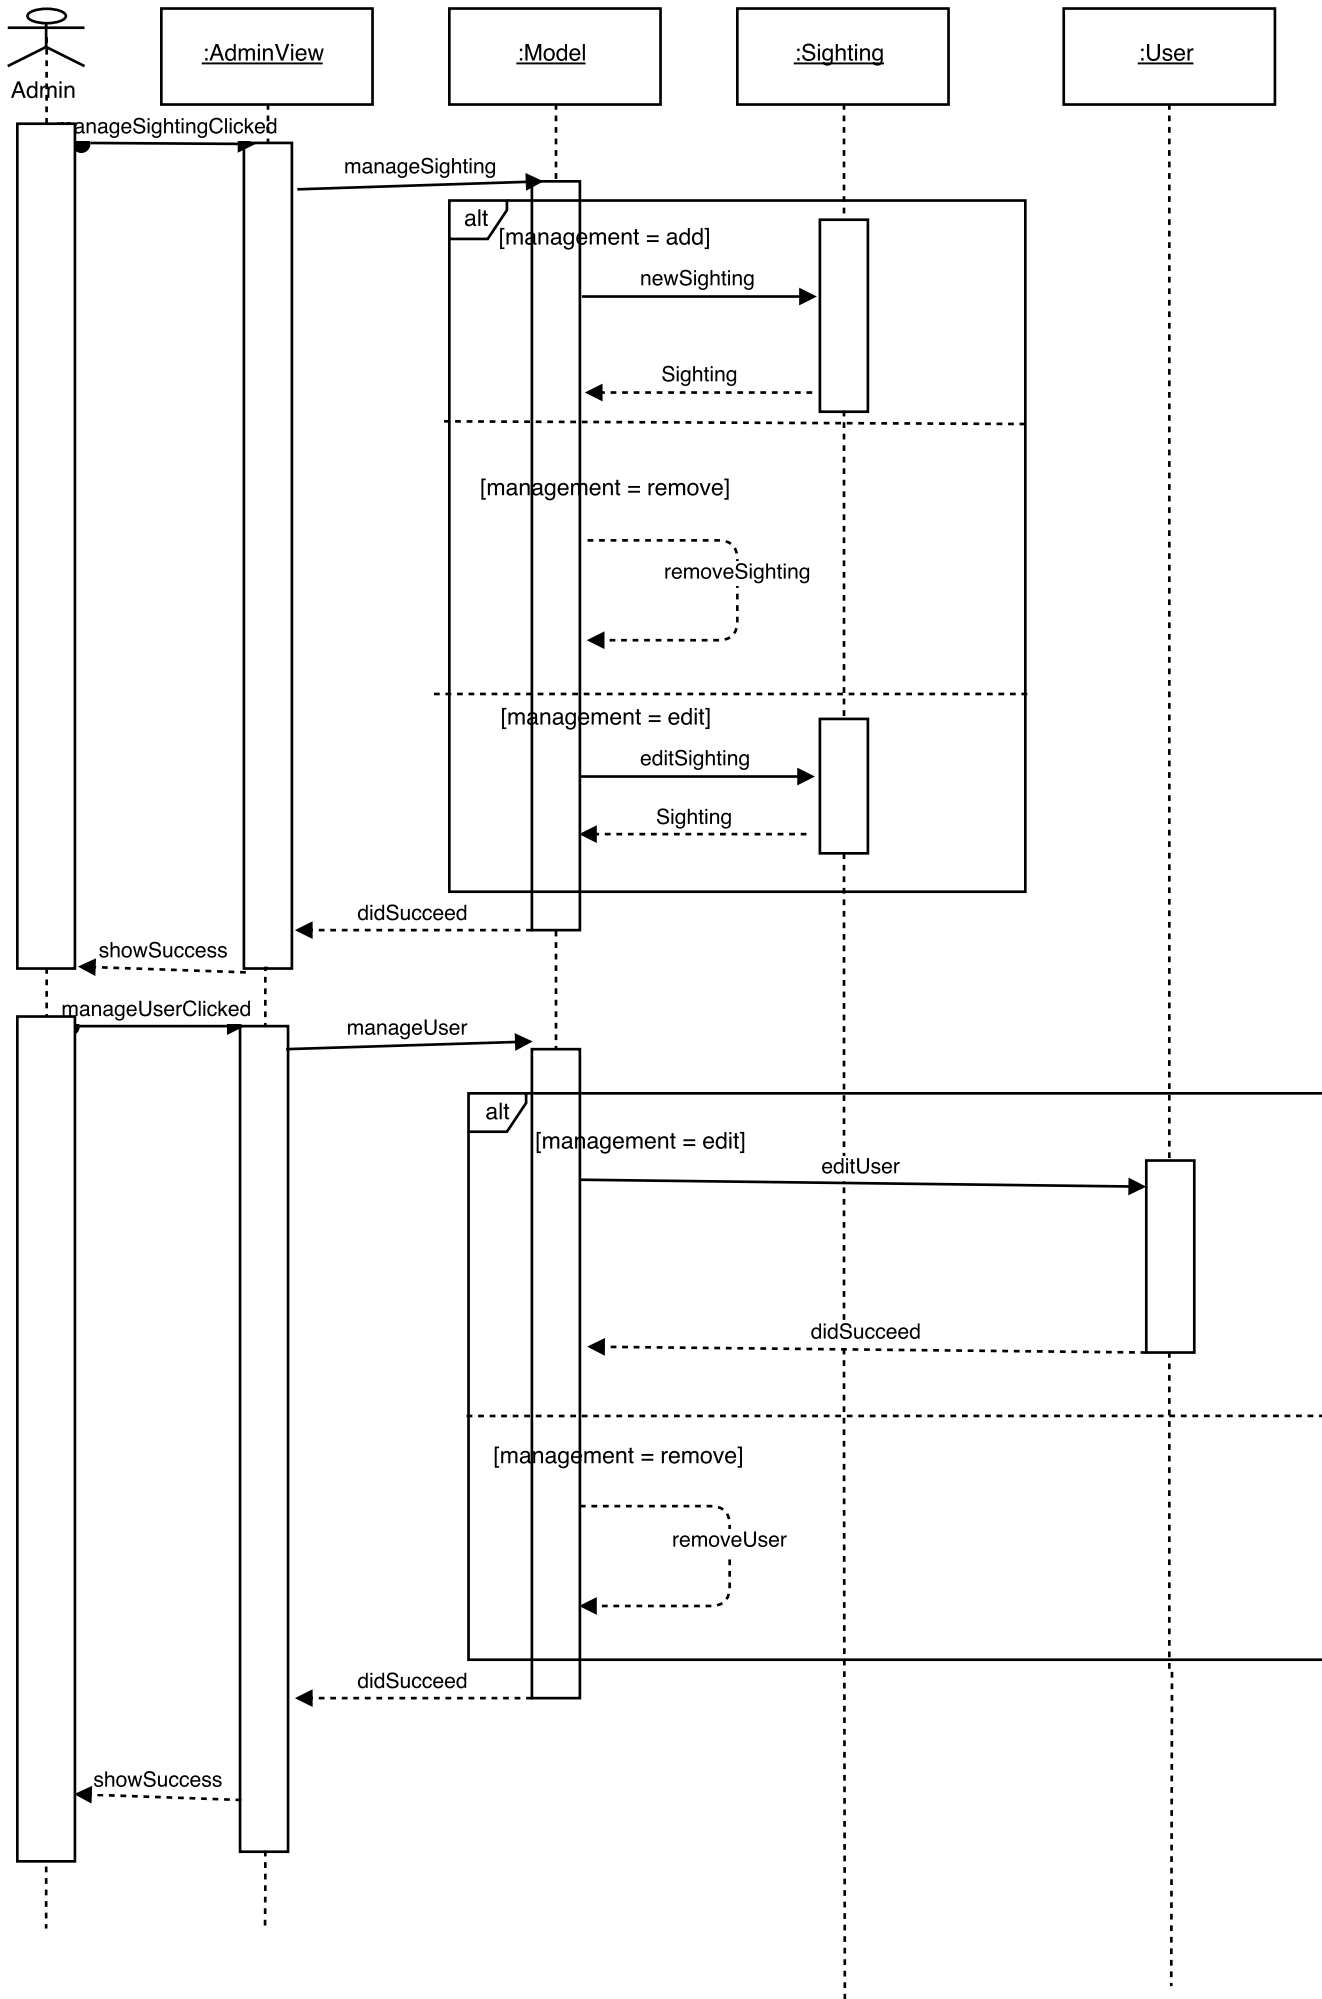 Admin
:AdminView
:Model
:Sighting
:User
manageSightingClicked
manageSighting
alt
[management = add]
newSighting
Sighting
[management = remove]
removeSighting
[management = edit]
editSighting
Sighting
didSucceed
showSuccess
manageUserClicked
manageUser
alt
[management = edit]
editUser
didSucceed
[management = remove]
removeUser
didSucceed
showSuccess